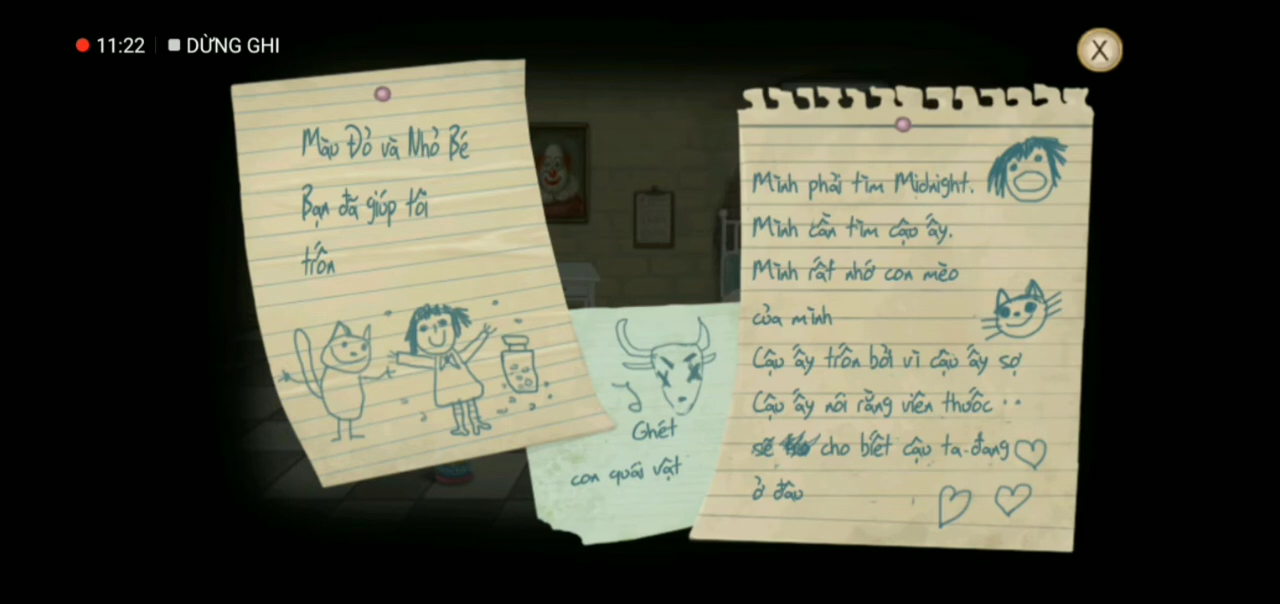 11:22
DỪNG GHI
X
Màu Đỏ và Nhỏ Bé
Bạn đã giúp tôi
trốn
Ghét
con quái vật
Mình phải tìm Midnight.
Mình cần tìm cậu ấy.
Mình rất nhớ con mèo
của mình
Cậu ấy trốn bởi vì cậu ấy sợ
Cậu ấy nói rằng viên thuốc ..
sẽ cho biết cậu ta đang
ở đâu